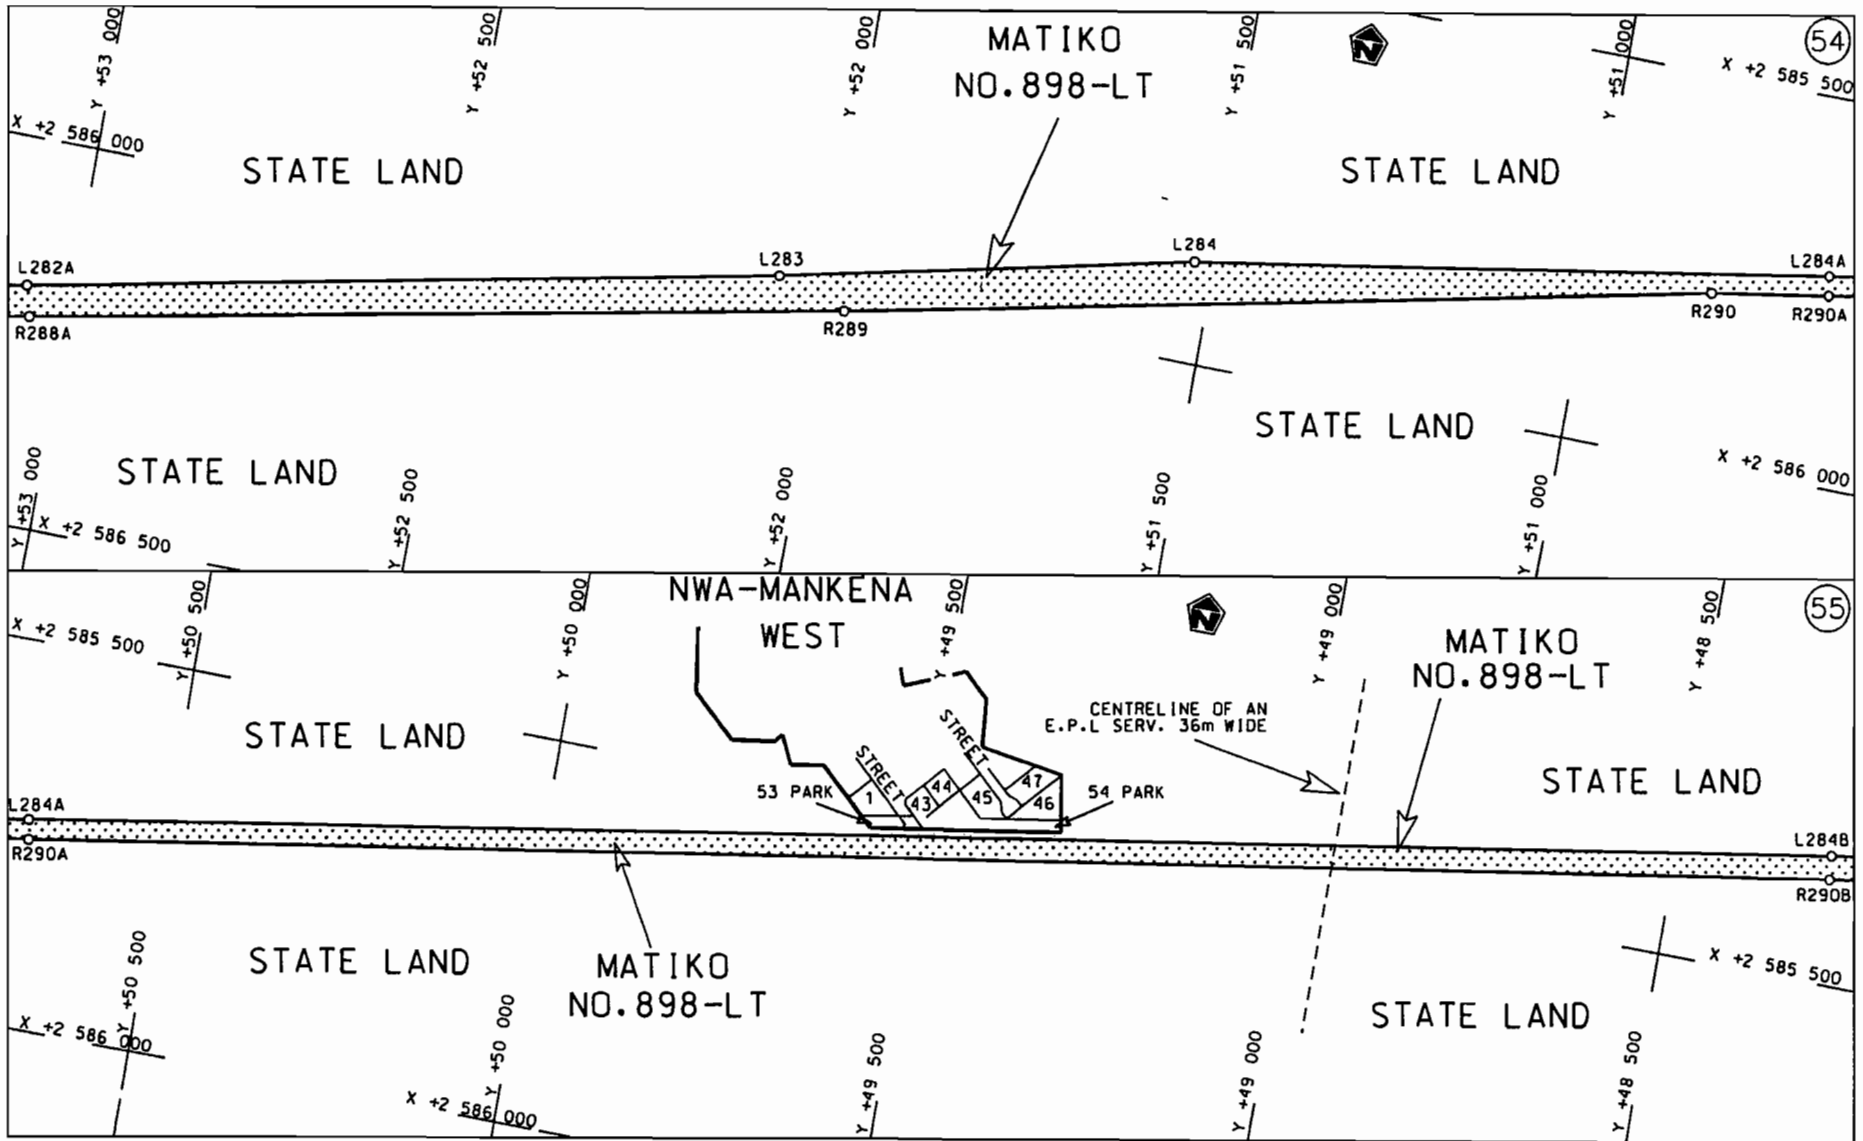 Y +53 000
Y +52 500
Y +52 000
MATIKO
NO.898-LT
Y +51 500
N
Y +51 000
X +2 585 500
54
X +2 586 000
STATE LAND
STATE LAND
L282A
L283
L284
L284A
R288A
R289
R290
R290A
STATE LAND
STATE LAND
Y +53 000
X +2 586 500
Y +52 500
Y +52 000
Y +51 500
Y +51 000
X +2 586 000
X +2 585 500
Y +50 500
Y +50 000
NWA-MANKENA
WEST
Y +49 500
N
Y +49 000
MATIKO
NO.898-LT
Y +48 500
55
STATE LAND
CENTRELINE OF AN
E.P.L SERV. 36m WIDE
STREET
STREET
53 PARK
1
43
44
45
46
47
54 PARK
STATE LAND
L284A
R290A
L284B
R290B
STATE LAND
MATIKO
NO.898-LT
STATE LAND
X +2 585 500
X +2 586 000
Y +50 500
X +2 586 000
Y +50 000
Y +49 500
Y +49 000
Y +48 500